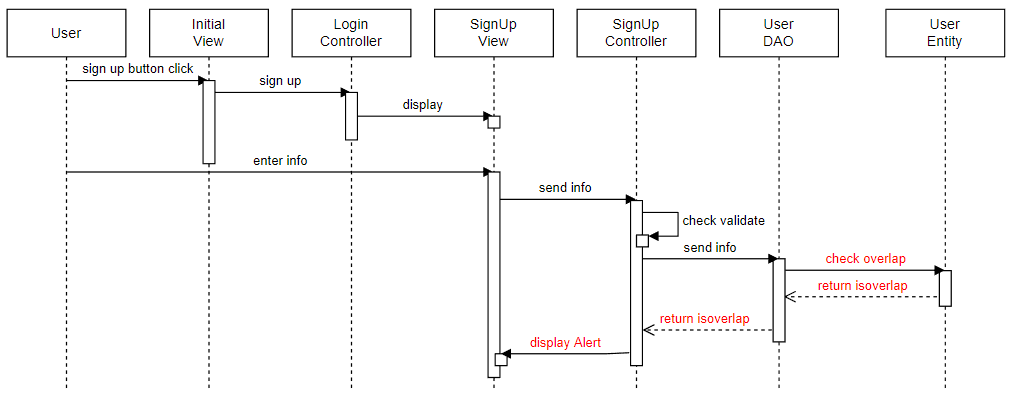 User
Initial
View
Login
Controller
SignUp
View
SignUp
Controller
User
DAO
User
Entity
sign up button click
sign up
display
enter info
send info
check validate
send info
check overlap
return isoverlap
return isoverlap
display Alert